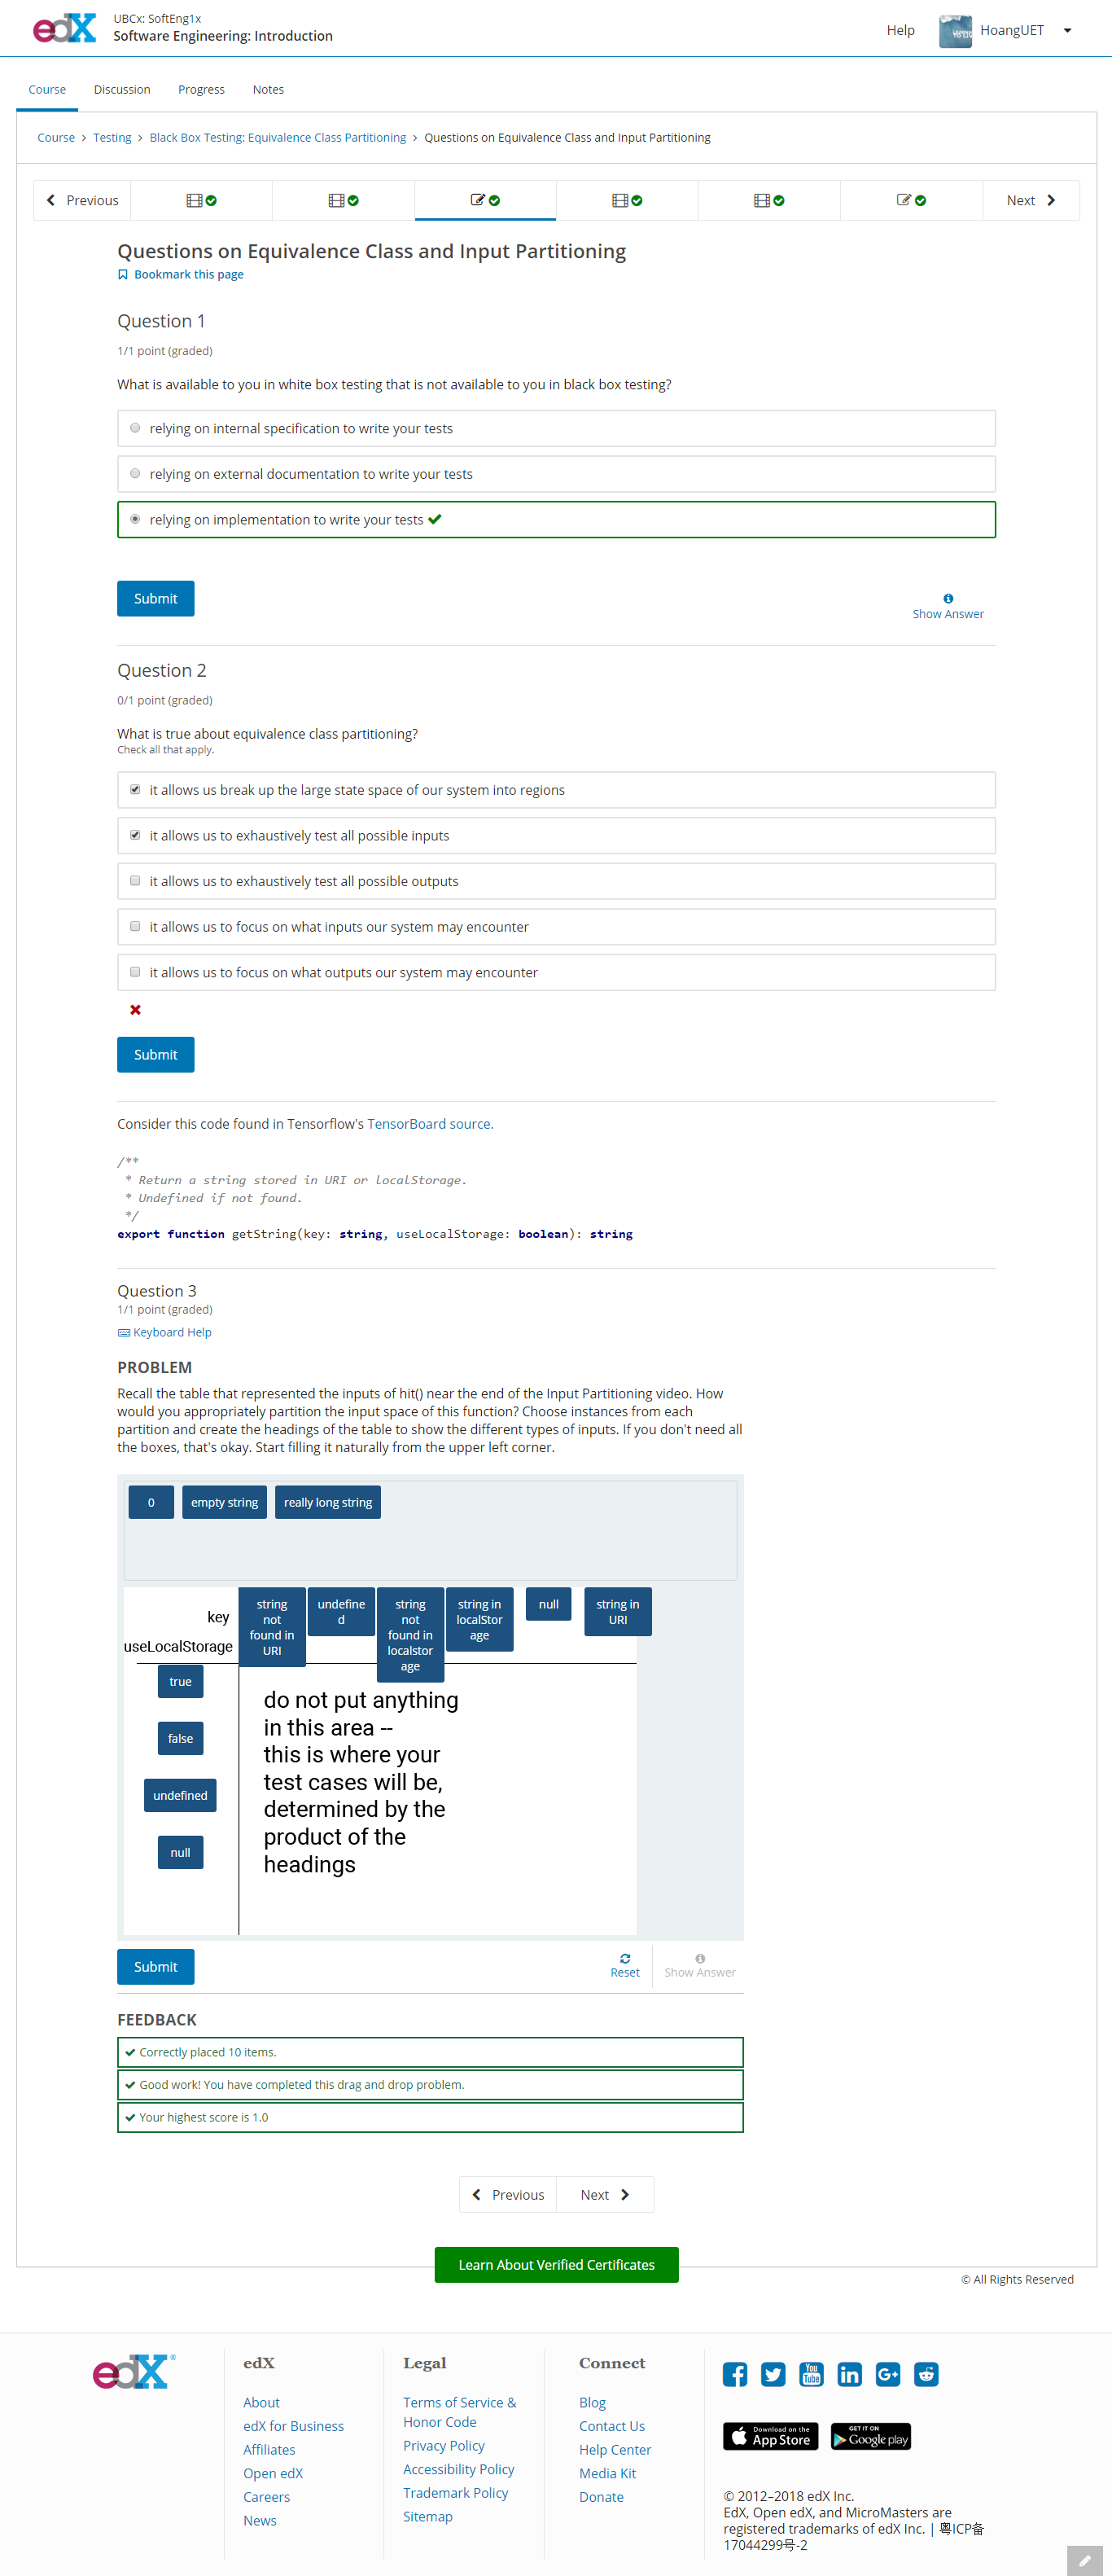 edX
UBCx: SoftEng1x
Software Engineering: Introduction
Help
HoangUET
Course
Discussion
Progress
Notes
Course > Testing > Black Box Testing: Equivalence Class Partitioning > Questions on Equivalence Class and Input Partitioning
Previous
Next
Questions on Equivalence Class and Input Partitioning
Bookmark this page
Question 1
1/1 point (graded)
What is available to you in white box testing that is not available to you in black box testing?
relying on internal specification to write your tests
relying on external documentation to write your tests
relying on implementation to write your tests
Submit
Show Answer
Question 2
0/1 point (graded)
What is true about equivalence class partitioning?
Check all that apply.
it allows us break up the large state space of our system into regions
it allows us to exhaustively test all possible inputs
it allows us to exhaustively test all possible outputs
it allows us to focus on what inputs our system may encounter
it allows us to focus on what outputs our system may encounter
Submit
Consider this code found in Tensorflow's TensorBoard source.
/**
* Return a string stored in URI or localStorage.
* Undefined if not found.
*/
export function getString(key: string, useLocalStorage: boolean): string
Question 3
1/1 point (graded)
Keyboard Help
PROBLEM
Recall the table that represented the inputs of hit() near the end of the Input Partitioning video. How
would you appropriately partition the input space of this function? Choose instances from each
partition and create the headings of the table to show the different types of inputs. If you don't need all
the boxes, that's okay. Start filling it naturally from the upper left corner.
0
empty string
really long string
key
useLocalStorage
string
not
found in
URI
undefine
d
string
not
found in
localstor
age
string in
localStor
age
null
string in
URI
true
false
undefined
null
do not put anything
in this area --
this is where your
test cases will be,
determined by the
product of the
headings
Submit
Reset
Show Answer
FEEDBACK
Correctly placed 10 items.
Good work! You have completed this drag and drop problem.
Your highest score is 1.0
Previous
Next
Learn About Verified Certificates
© All Rights Reserved
edX®
edX
About
edX for Business
Affiliates
Open edX
Careers
News
Legal
Terms of Service &
Honor Code
Privacy Policy
Accessibility Policy
Trademark Policy
Sitemap
Connect
Blog
Contact Us
Help Center
Media Kit
Donate
You
Tube
in
G+
Download on the
App Store
GET IT ON
Google play
© 2012–2018 edX Inc.
EdX, Open edX, and MicroMasters are
registered trademarks of edX Inc. | 粤ICP备
17044299号-2